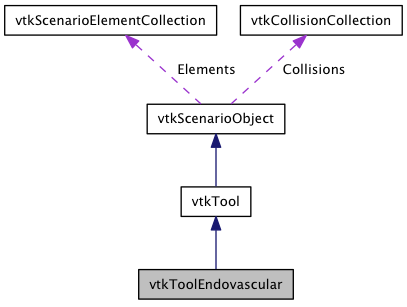 vtkScenarioElementCollection
vtkCollisionCollection
Elements
Collisions
vtkScenarioObject
vtkTool
vtkToolEndovascular